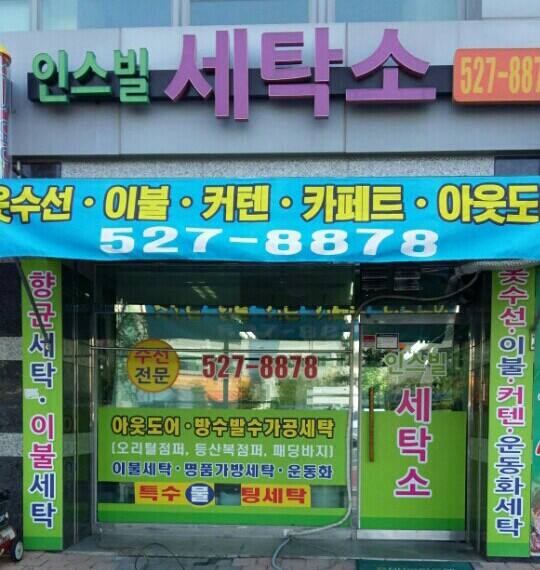 인스빌 세탁소 527-887
옷수선·이불·커텐·카페트·아웃도
527-8878
향균세탁·이불세탁
수선
전문
527-8878
아웃도어·방수발수가공세탁
(오리털점퍼, 등산복점퍼, 패딩바지)
이불세탁·명품가방세탁·운동화
특수물팅세탁
인스빌
세탁소
옷수선·이불·커텐·운동화세탁